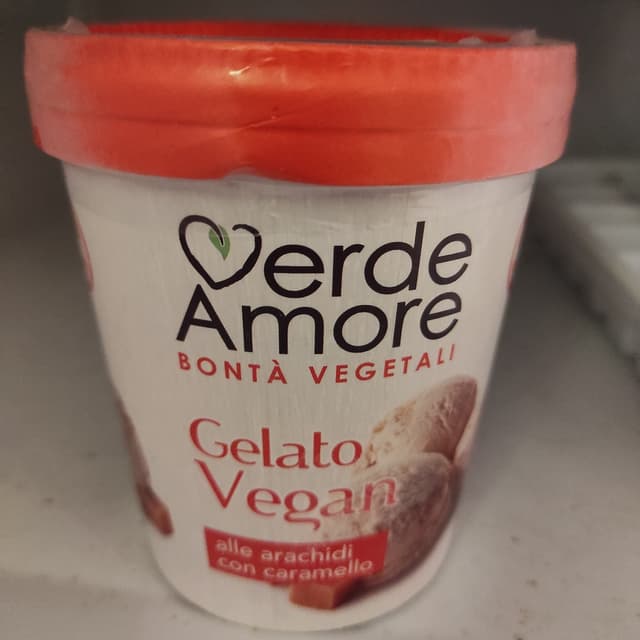 Verde
Amore
BONTÀ VEGETALI
Gelato
Vegan
alle arachidi
con caramello